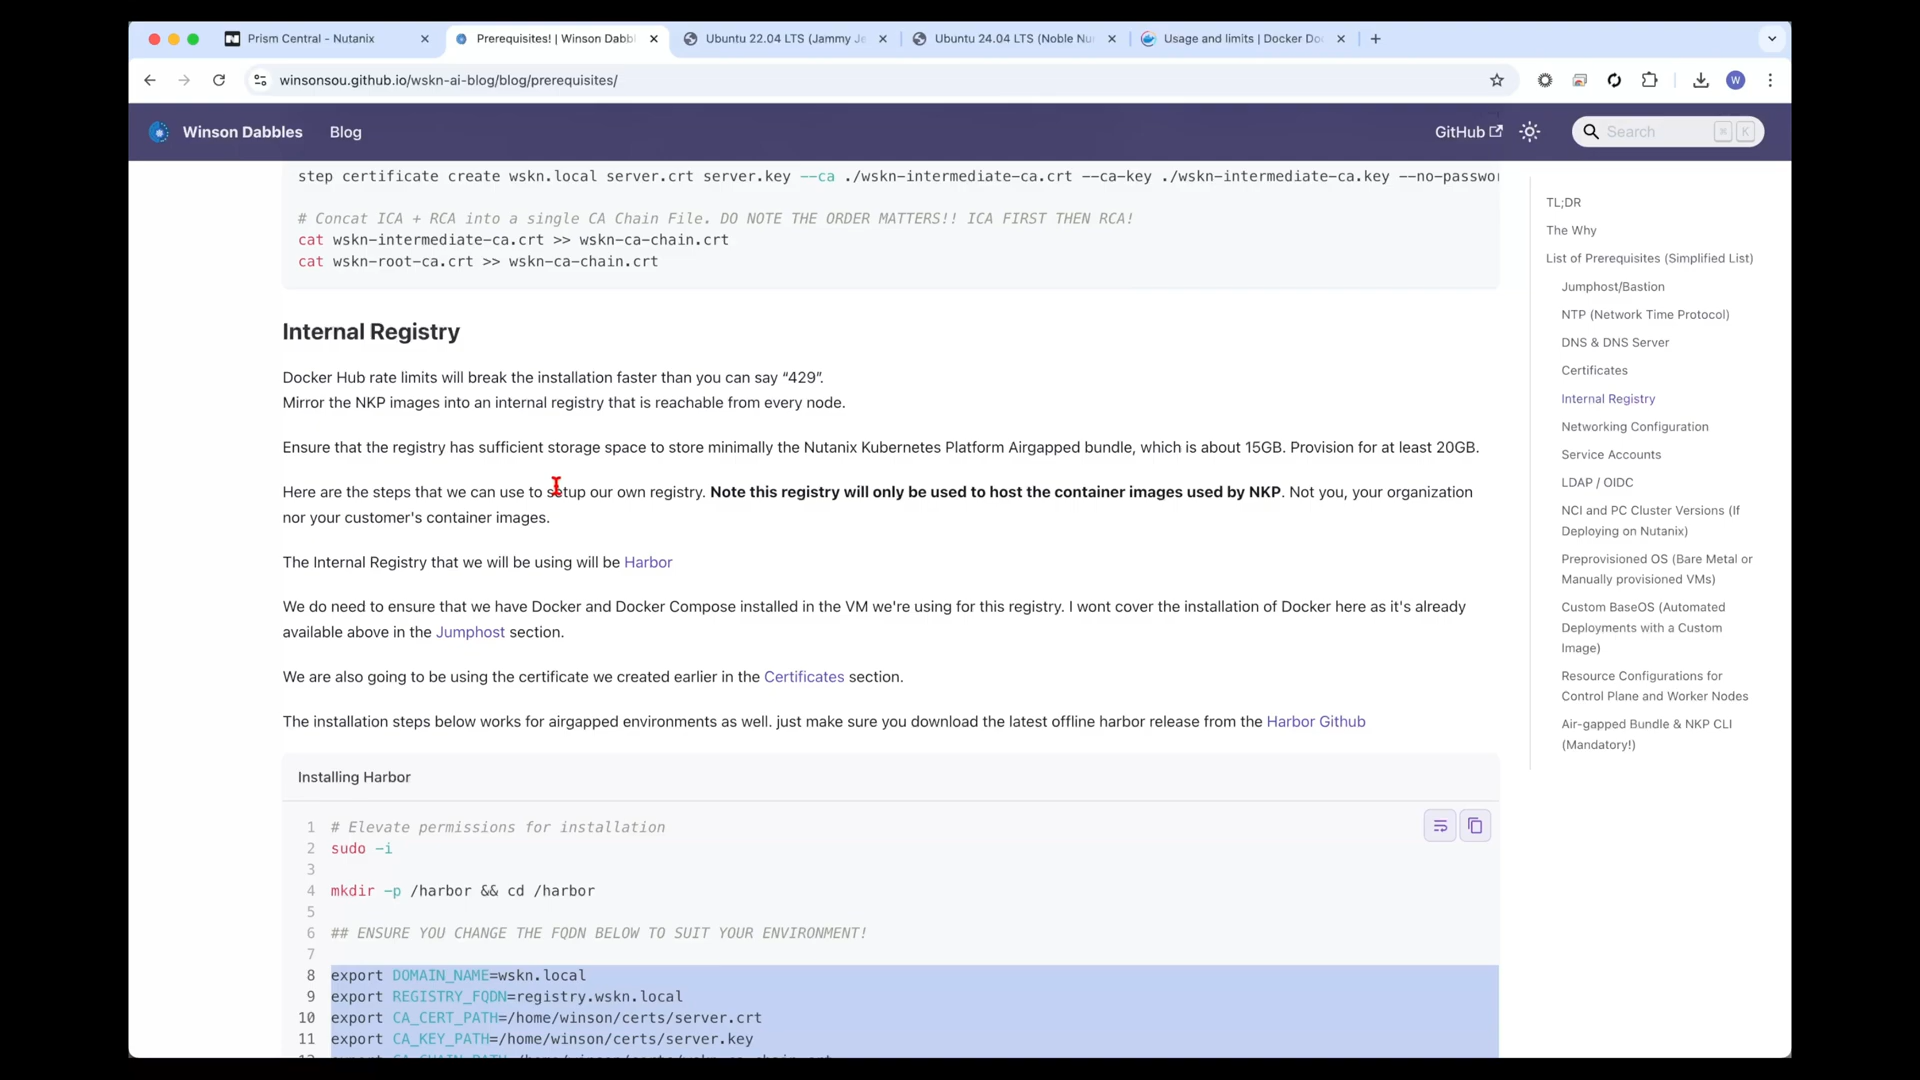 Prism Central - Nutanix
Prerequisites! | Winson Dabbl
Ubuntu 22.04 LTS (Jammy Je
Ubuntu 24.04 LTS (Noble Nu
Usage and limits | Docker Do
winsonsou.github.io/wskn-ai-blog/blog/prerequisites/
W
Winson Dabbles
Blog
GitHub
Search
⌘ K
step certificate create wskn.local server.crt server.key --ca ./wskn-intermediate-ca.crt --ca-key ./wskn-intermediate-ca.key --no-passwor
# Concat ICA + RCA into a single CA Chain File. DO NOTE THE ORDER MATTERS!! ICA FIRST THEN RCA!
cat wskn-intermediate-ca.crt >> wskn-ca-chain.crt
cat wskn-root-ca.crt >> wskn-ca-chain.crt
Internal Registry
Docker Hub rate limits will break the installation faster than you can say “429”.
Mirror the NKP images into an internal registry that is reachable from every node.
Ensure that the registry has sufficient storage space to store minimally the Nutanix Kubernetes Platform Airgapped bundle, which is about 15GB. Provision for at least 20GB.
Here are the steps that we can use to setup our own registry. Note this registry will only be used to host the container images used by NKP. Not you, your organization
nor your customer's container images.
The Internal Registry that we will be using will be Harbor
We do need to ensure that we have Docker and Docker Compose installed in the VM we're using for this registry. I wont cover the installation of Docker here as it's already
available above in the Jumphost section.
We are also going to be using the certificate we created earlier in the Certificates section.
The installation steps below works for airgapped environments as well. just make sure you download the latest offline harbor release from the Harbor Github
Installing Harbor
1 # Elevate permissions for installation
2 sudo -i
3
4 mkdir -p /harbor && cd /harbor
5
6 ## ENSURE YOU CHANGE THE FQDN BELOW TO SUIT YOUR ENVIRONMENT!
7
8 export DOMAIN_NAME=wskn.local
9 export REGISTRY_FQDN=registry.wskn.local
10 export CA_CERT_PATH=/home/winson/certs/server.crt
11 export CA_KEY_PATH=/home/winson/certs/server.key
TL;DR
The Why
List of Prerequisites (Simplified List)
Jumphost/Bastion
NTP (Network Time Protocol)
DNS & DNS Server
Certificates
Internal Registry
Networking Configuration
Service Accounts
LDAP / OIDC
NCI and PC Cluster Versions (If
Deploying on Nutanix)
Preprovisioned OS (Bare Metal or
Manually provisioned VMs)
Custom BaseOS (Automated
Deployments with a Custom
Image)
Resource Configurations for
Control Plane and Worker Nodes
Air-gapped Bundle & NKP CLI
(Mandatory!)